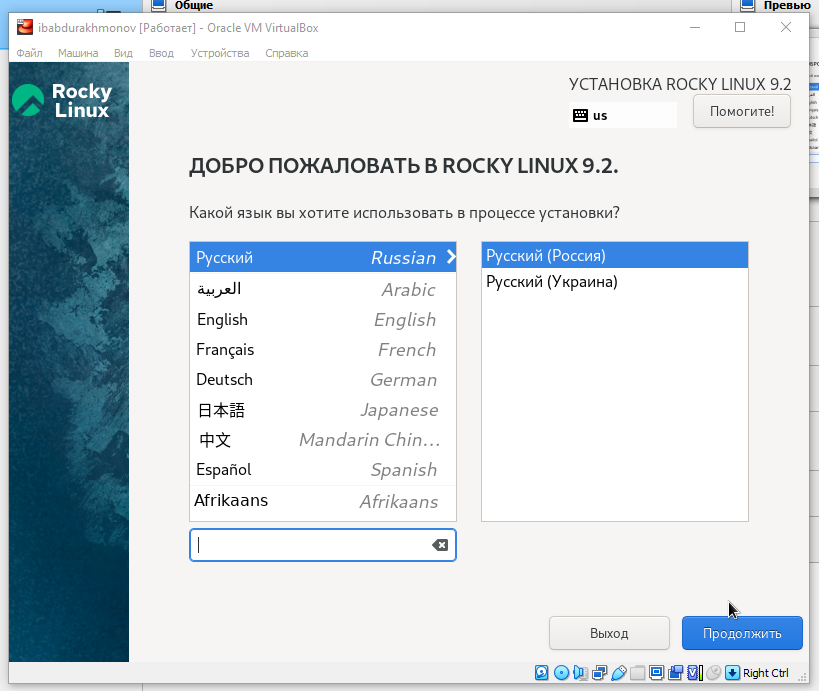 Общие
Превью
ibabdurakhmonov [Работает] - Oracle VM VirtualBox
Файл Машина Вид Ввод Устройства Справка
Rocky
Linux
УСТАНОВКА ROCKY LINUX 9.2
us
Помогите!
ДОБРО ПОЖАЛОВАТЬ В ROCKY LINUX 9.2.
Какой язык вы хотите использовать в процессе установки?
Русский Russian
العربية Arabic
English English
Français French
Deutsch German
日本語 Japanese
中文 Mandarin Chin...
Español Spanish
Afrikaans Afrikaans
Русский (Россия)
Русский (Украина)
Выход
Продолжить
Right Ctrl